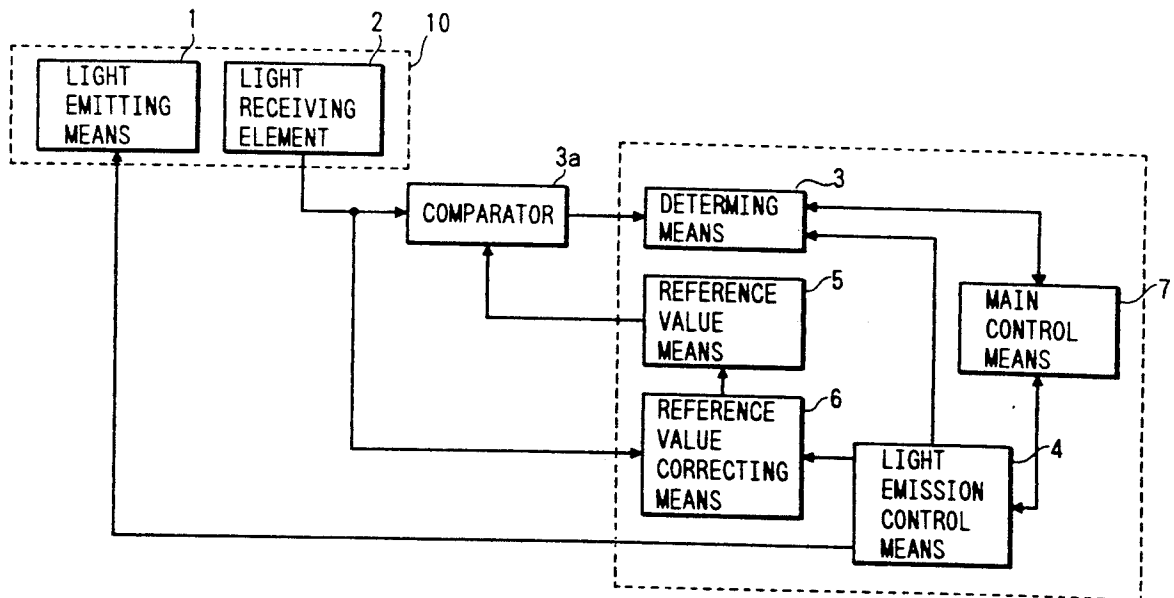 1
2
10
LIGHT
EMITTING
MEANS
LIGHT
RECEIVING
ELEMENT
3a
COMPARATOR
3
DETERMING
MEANS
5
REFERENCE
VALUE
MEANS
7
MAIN
CONTROL
MEANS
6
REFERENCE
VALUE
CORRECTING
MEANS
4
LIGHT
EMISSION
CONTROL
MEANS